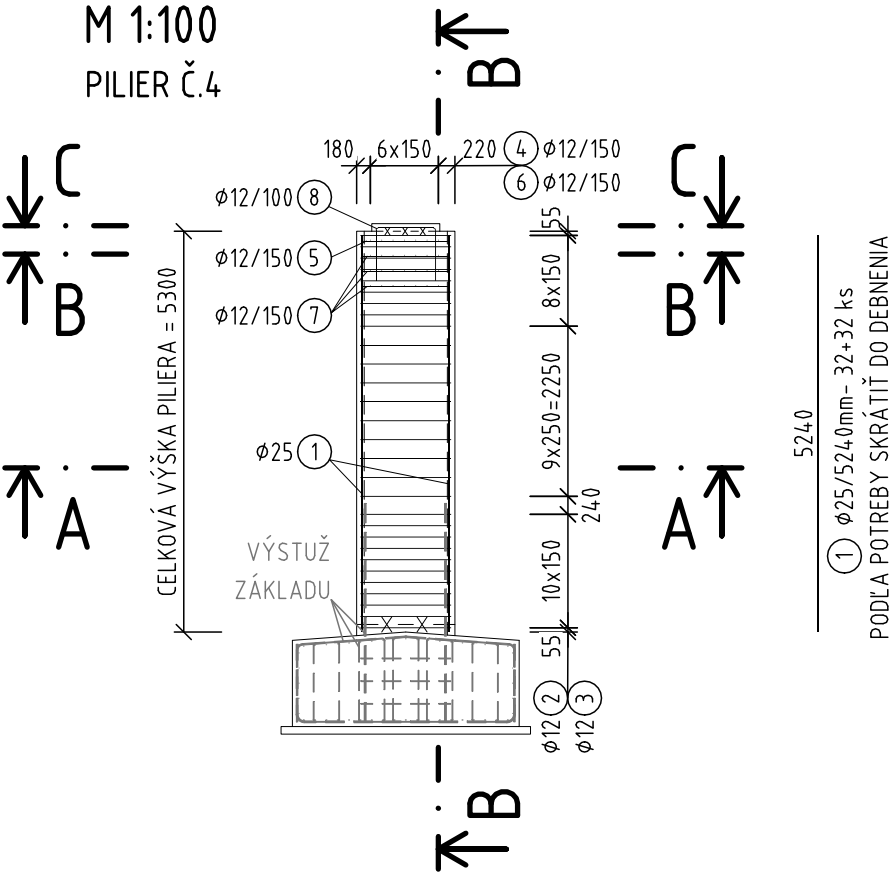 M 1:100
PILIER Č.4
B
C
C
180 6x150 220 4 ϕ12/150
6 ϕ12/150
ϕ12/100 8
ϕ12/150 5
ϕ12/150 7
B
B
CELKOVÁ VÝŠKA PILIERA = 5300
55
8x150
9x250=2250
240
10x150
55
ϕ12 2
ϕ12 3
5240
1 ϕ25/5240mm- 32+32 ks
PODĽA POTREBY SKRÁTIŤ DO DEBNENIA
ϕ25 1
A
A
VÝSTUŽ
ZÁKLADU
B